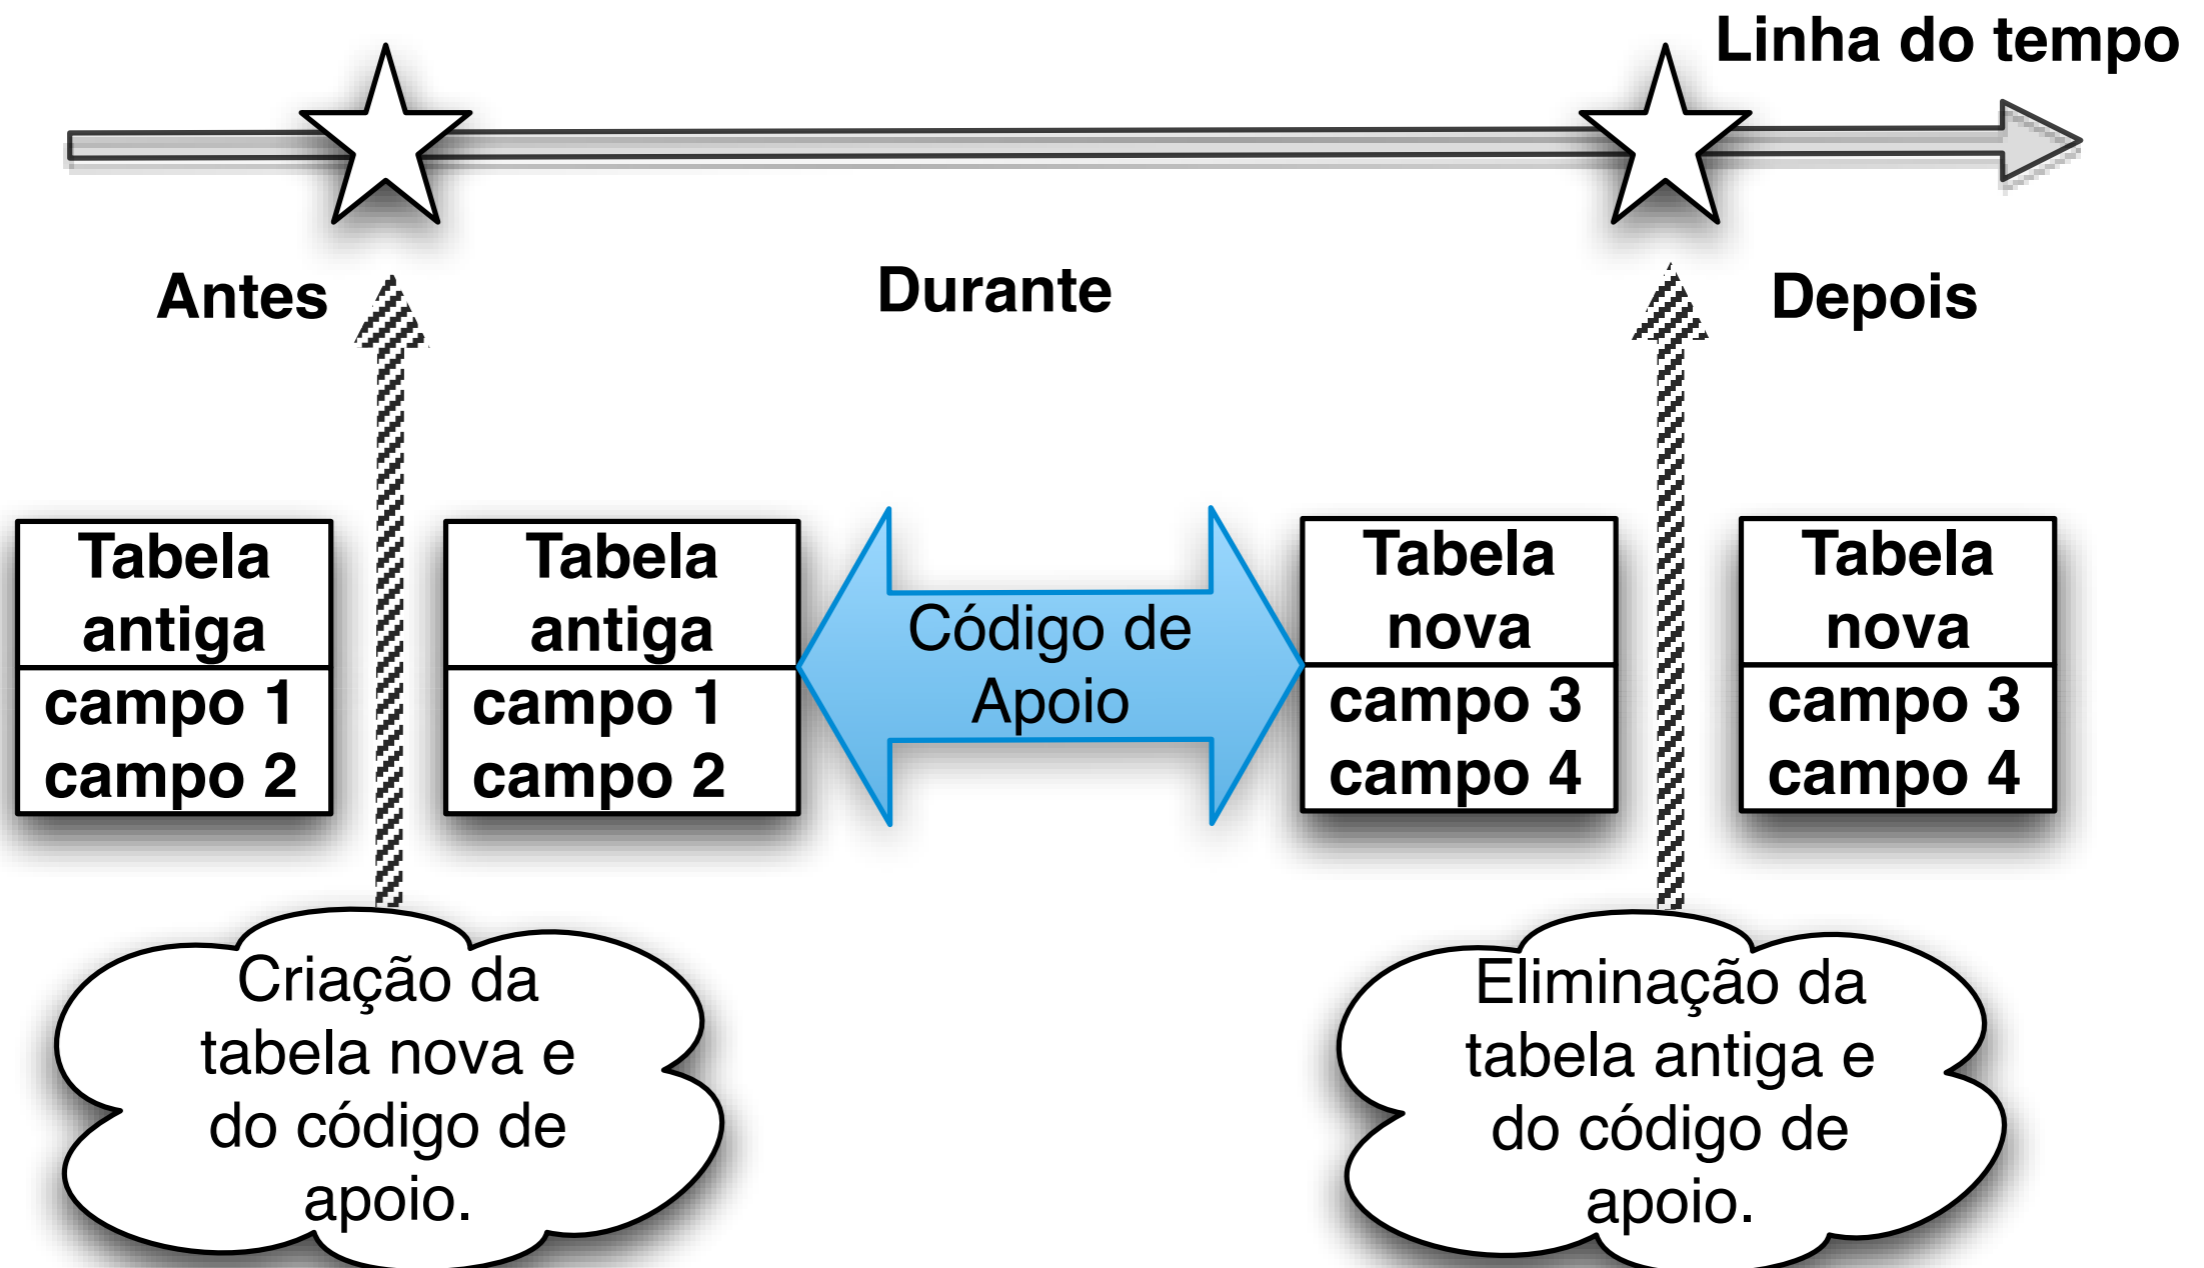 Linha do tempo
Antes
Durante
Depois
Tabela
antiga
campo 1
campo 2
Tabela
antiga
campo 1
campo 2
Código de
Apoio
Tabela
nova
campo 3
campo 4
Tabela
nova
campo 3
campo 4
Criação da
tabela nova e
do código de
apoio.
Eliminação da
tabela antiga e
do código de
apoio.